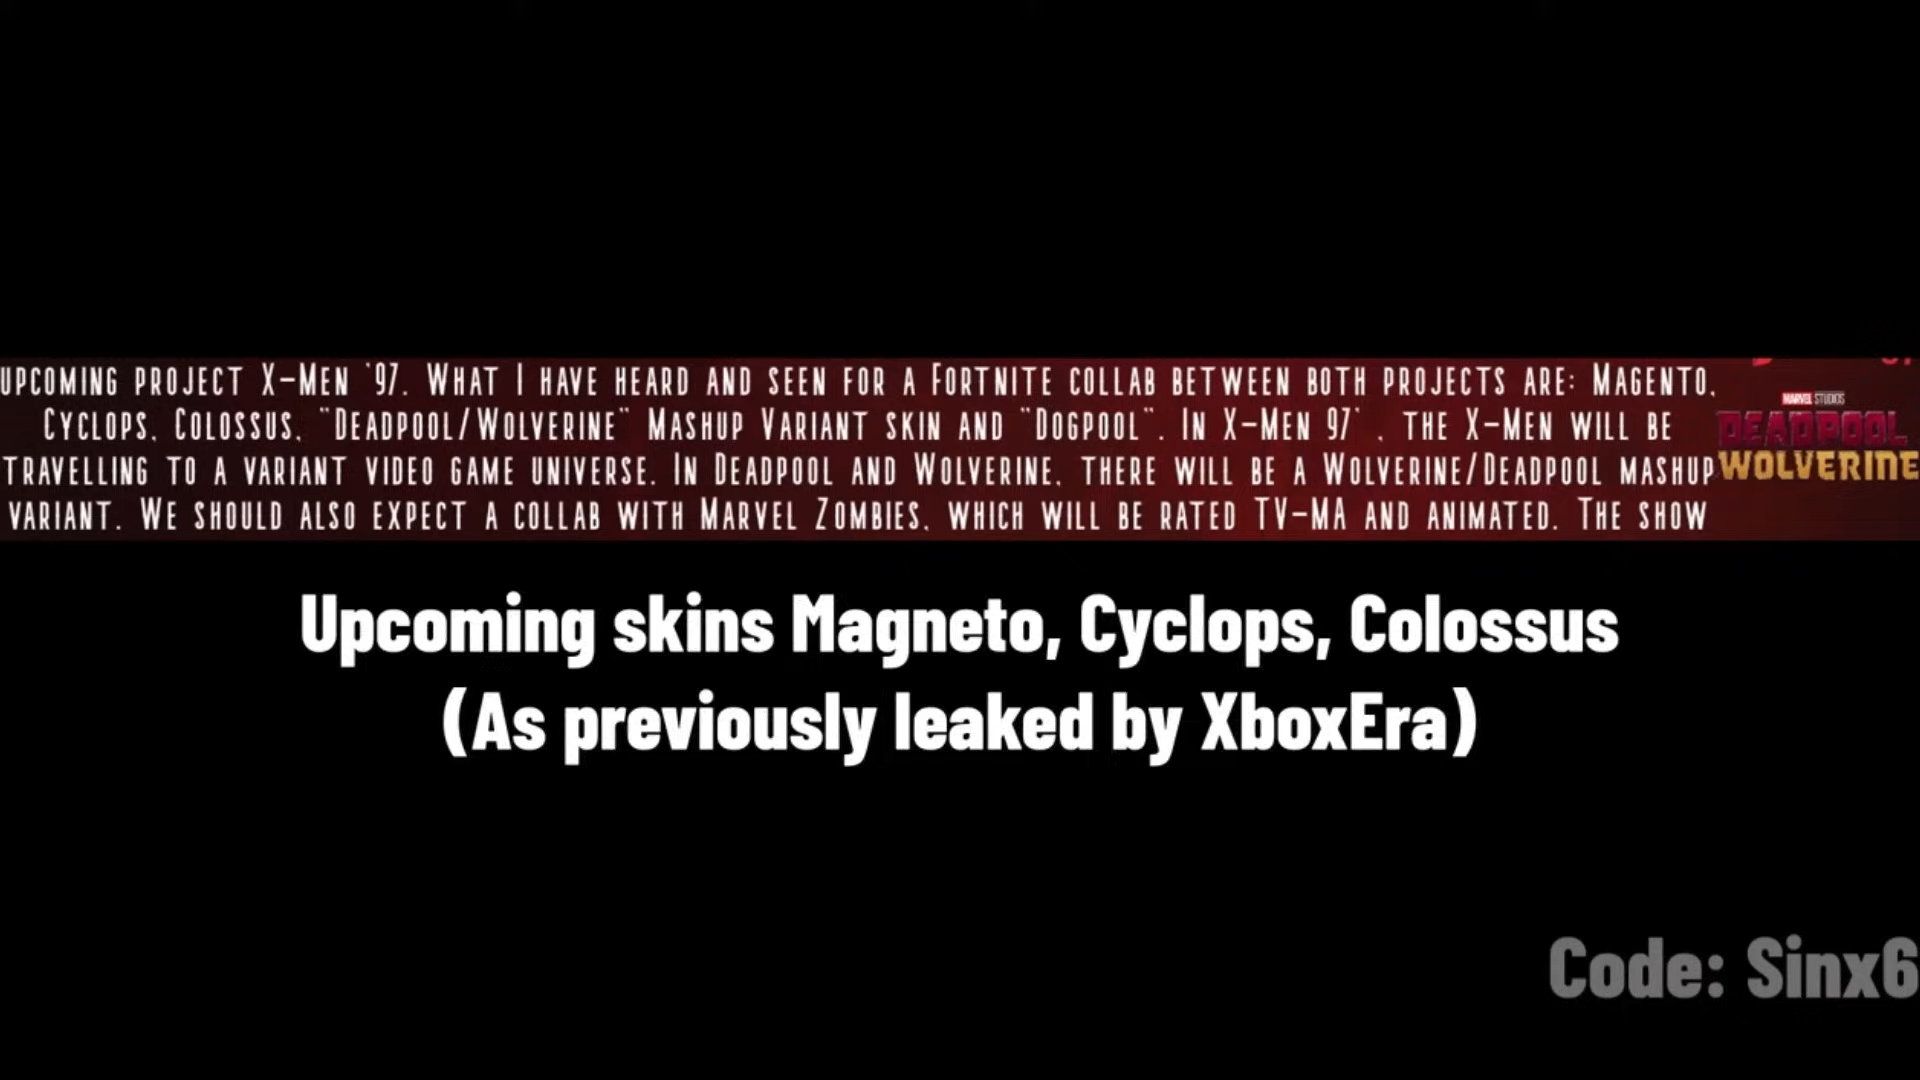 UPCOMING PROJECT X-MEN '97. WHAT I HAVE HEARD AND SEEN FOR A FORTNITE COLLAB BETWEEN BOTH PROJECTS ARE: MAGENTO,
CYCLOPS, COLOSSUS, "DEADPOOL/WOLVERINE" MASHUP VARIANT SKIN AND "DOGPOOL". IN X-MEN 97' , THE X-MEN WILL BE
TRAVELLING TO A VARIANT VIDEO GAME UNIVERSE. IN DEADPOOL AND WOLVERINE, THERE WILL BE A WOLVERINE/DEADPOOL MASHUP
VARIANT. WE SHOULD ALSO EXPECT A COLLAB WITH MARVEL ZOMBIES, WHICH WILL BE RATED TV-MA AND ANIMATED. THE SHOW
MARVEL STUDIOS
DEADPOOL
WOLVERINE
Upcoming skins Magneto, Cyclops, Colossus
(As previously leaked by XboxEra)
Code: Sinx6